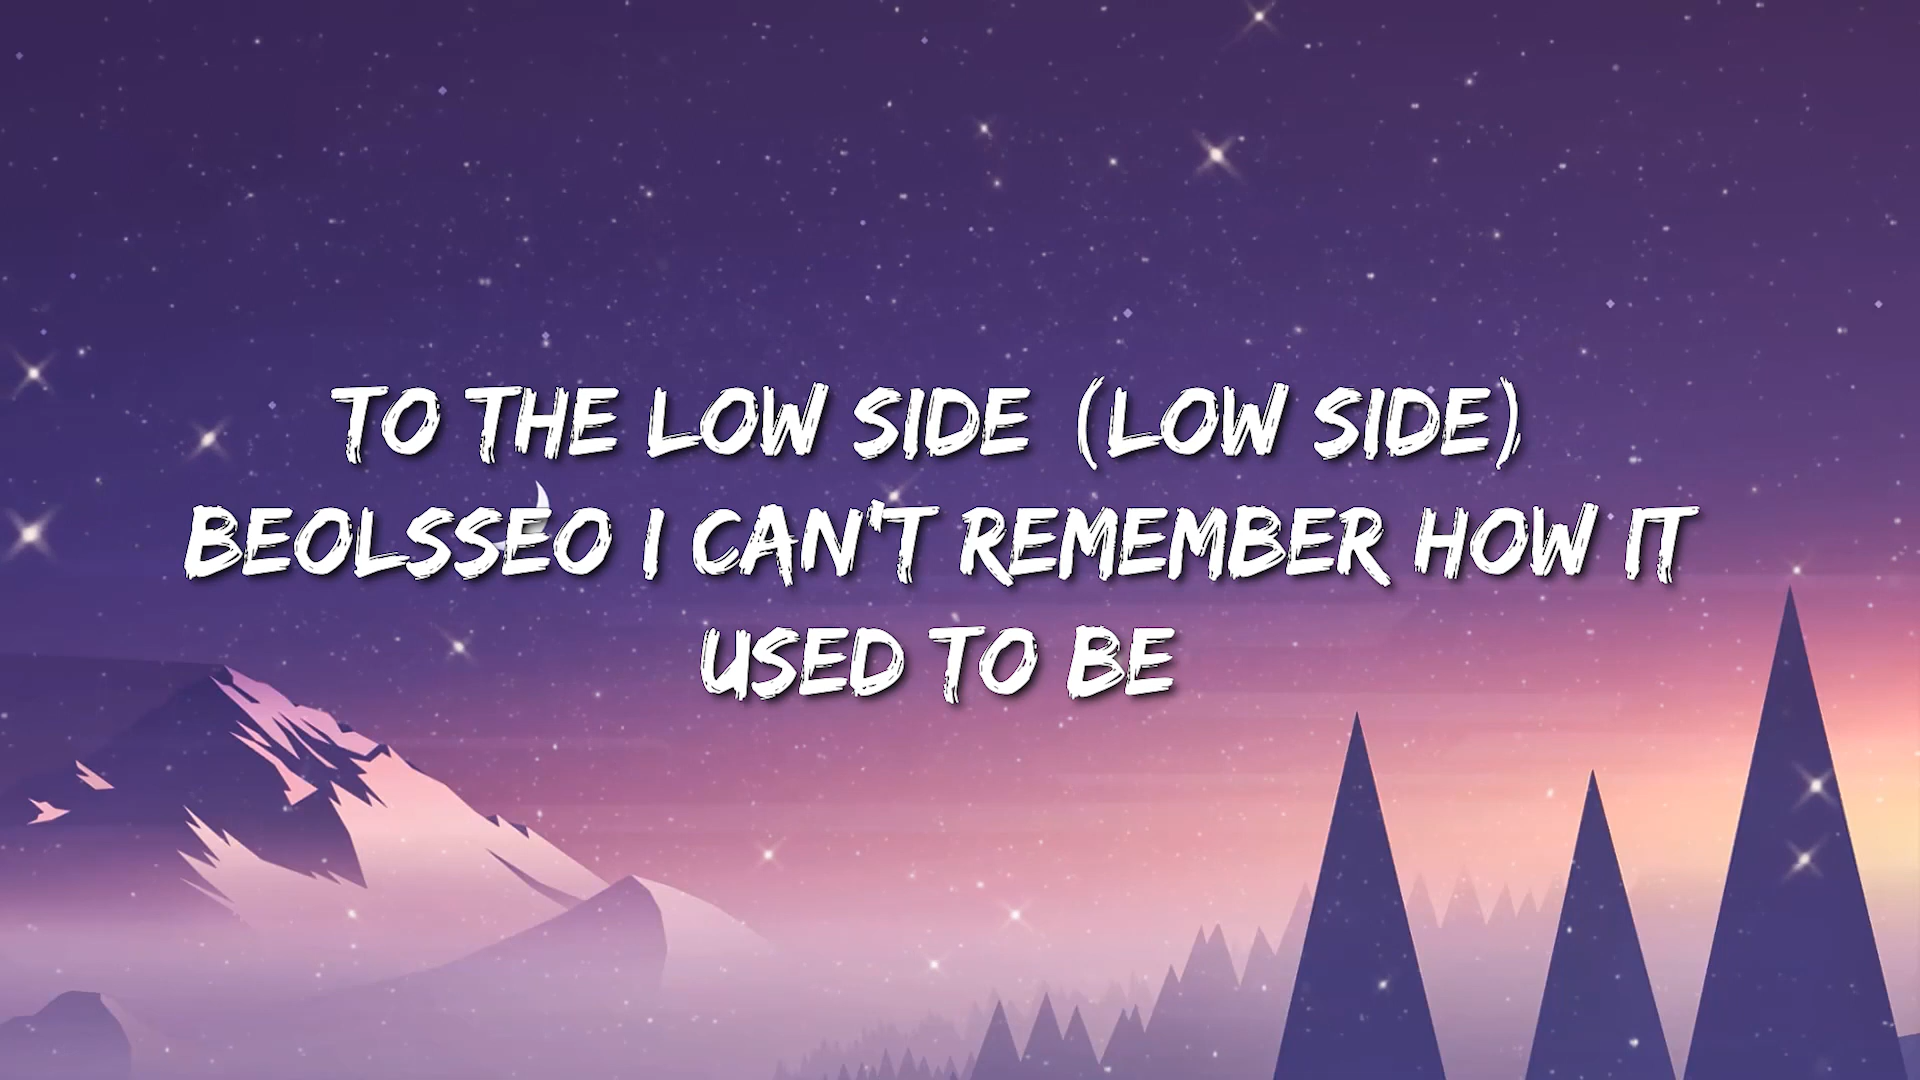 TO THE LOW SIDE (LOW SIDE)
BEOLSSEO I CAN'T REMEMBER HOW IT
USED TO BE